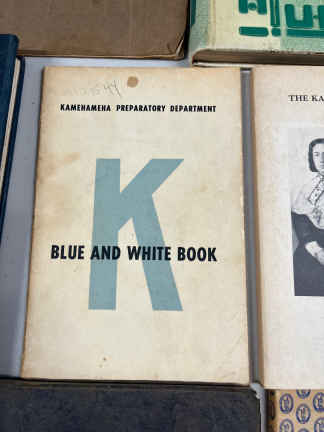 KAMEHAMEHA PREPARATORY DEPARTMENT
K
BLUE AND WHITE BOOK
THE KA